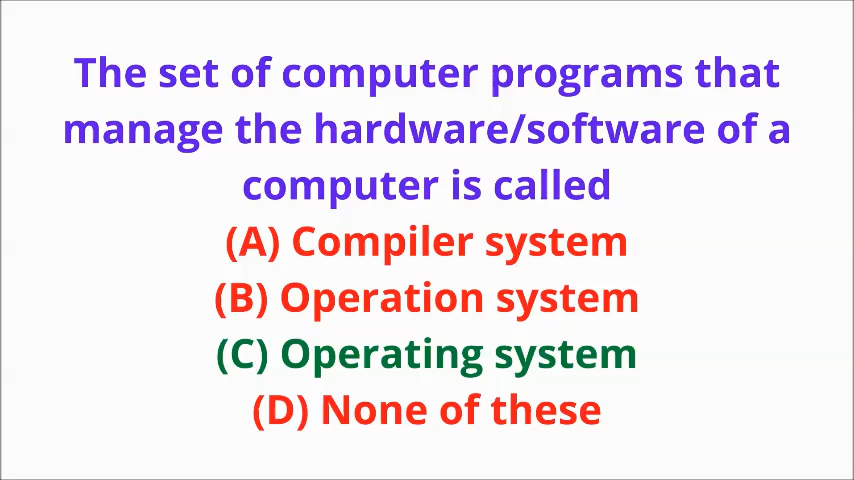 The set of computer programs that
manage the hardware/software of a
computer is called
(A) Compiler system
(B) Operation system
(C) Operating system
(D) None of these